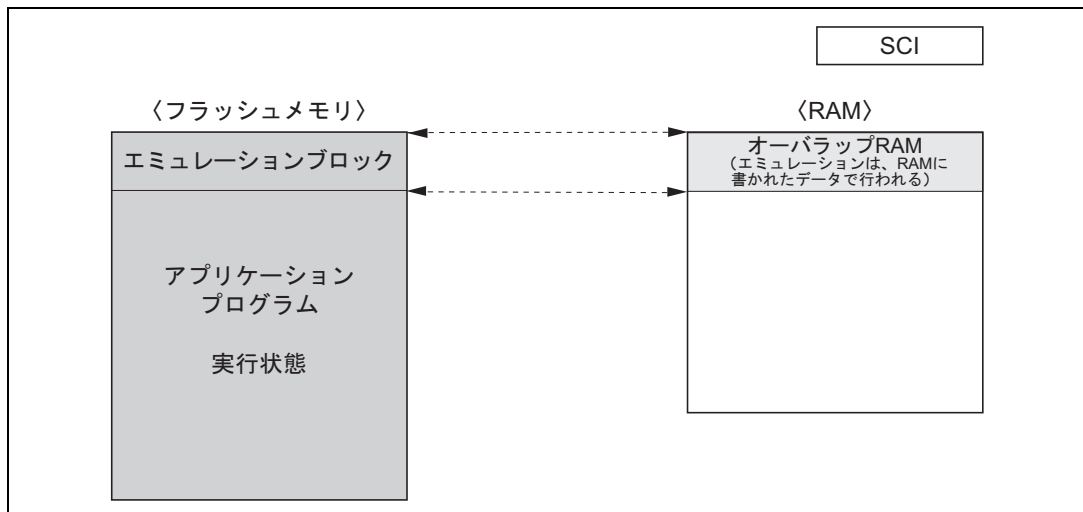 SCI
〈フラッシュメモリ〉
エミュレーションブロック
アプリケーション
プログラム
実行状態
〈RAM〉
オーバラップRAM
(エミュレーションは、RAMに
書かれたデータで行われる)